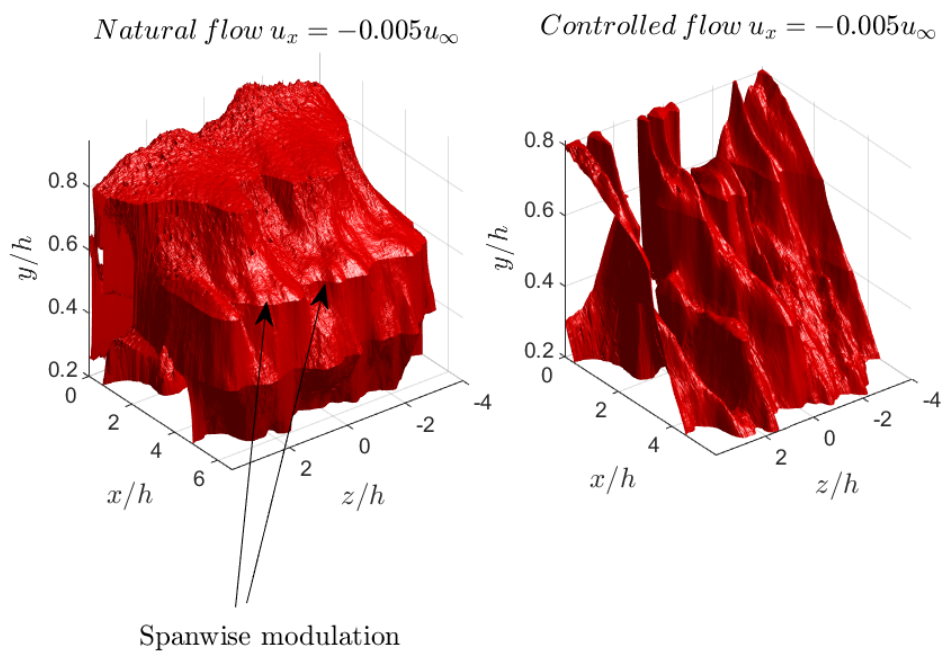 Natural flow u_x = −0.005u_∞
Controlled flow u_x = −0.005u_∞
0.8
0.6
0.4
0.2
y/h
0
2
4
6
x/h
2
0
-2
-4
z/h
0.8
0.6
0.4
0.2
y/h
0
2
4
x/h
2
0
-2
-4
z/h
Spanwise modulation